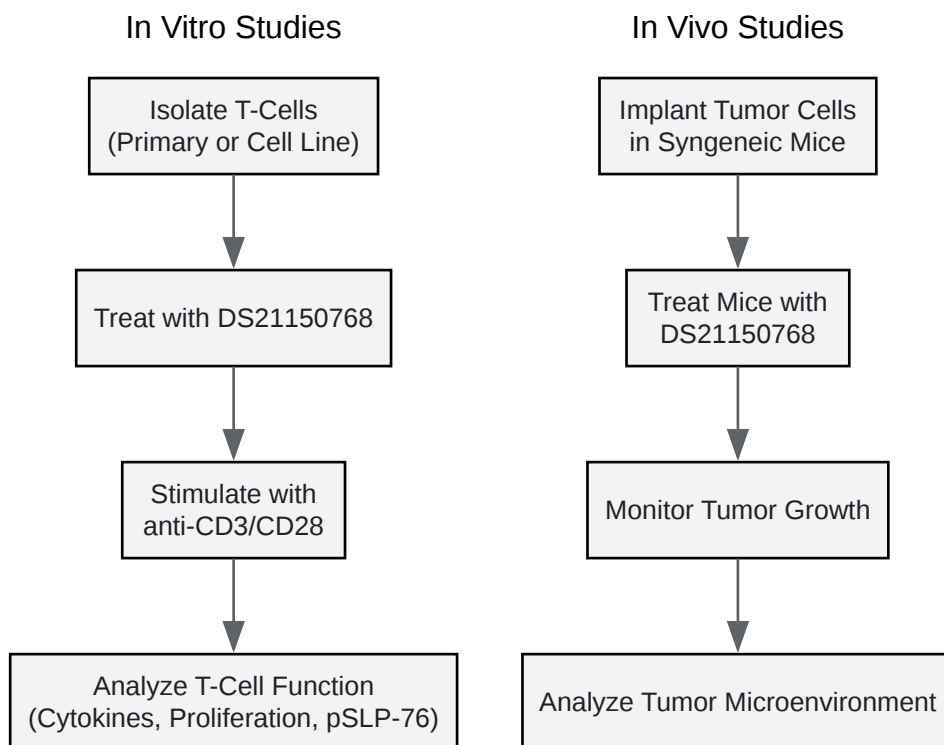 In Vitro Studies
Isolate T-Cells
(Primary or Cell Line)
Treat with DS21150768
Stimulate with
anti-CD3/CD28
Analyze T-Cell Function
(Cytokines, Proliferation, pSLP-76)
In Vivo Studies
Implant Tumor Cells
in Syngeneic Mice
Treat Mice with
DS21150768
Monitor Tumor Growth
Analyze Tumor Microenvironment